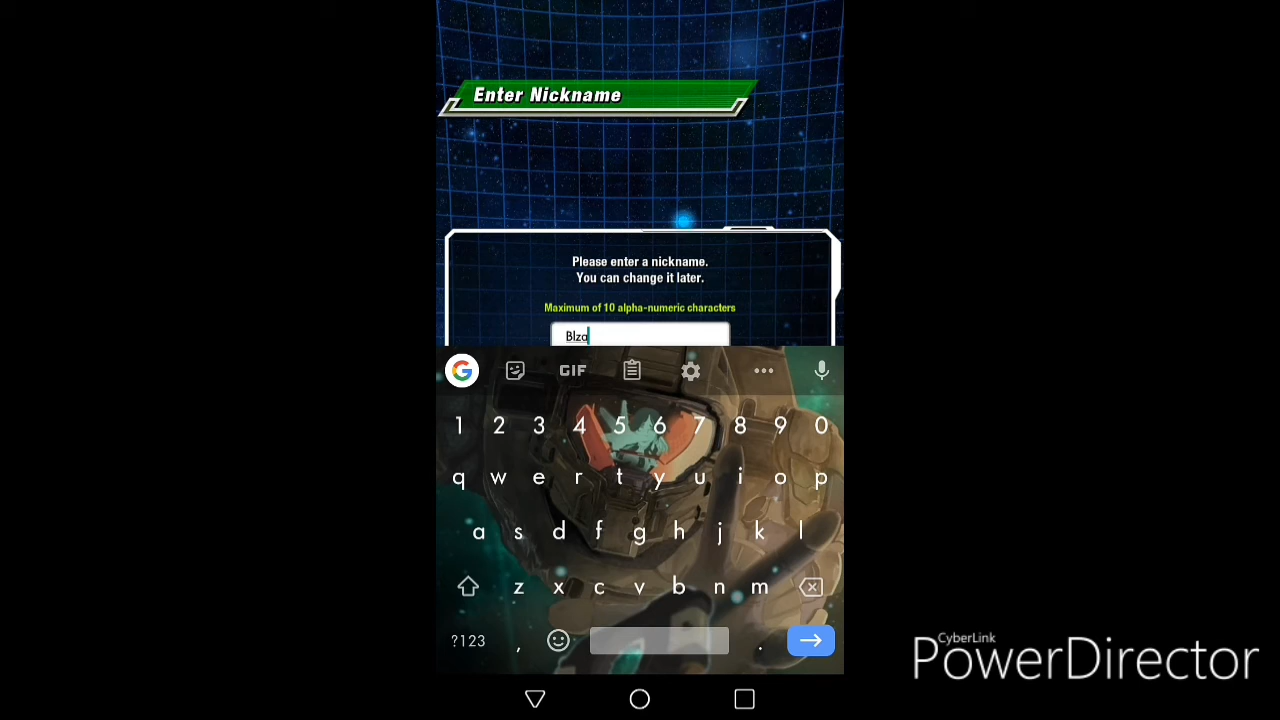 Enter Nickname
Please enter a nickname.
You can change it later.
Maximum of 10 alpha-numeric characters
Blza
G GIF
1 2 3 4 5 6 7 8 9 0
q w e r t y u i o p
a s d f g h j k l
z x c v b n m
?123 , .
CyberLink
PowerDirector